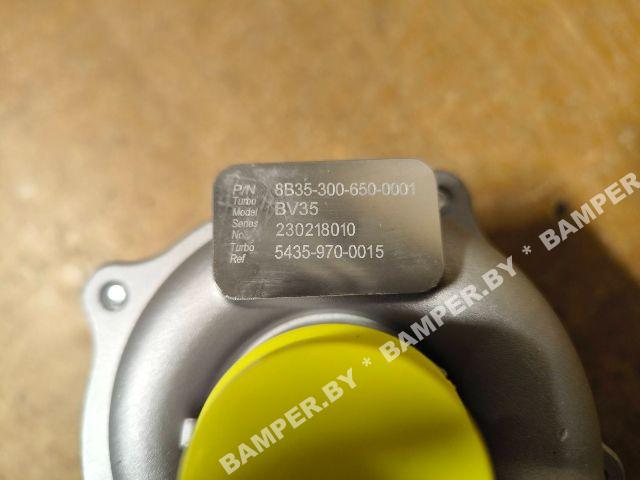 P/N 8B35-300-650-0001
Turbo Model BV35
Series No 230218010
Turbo Ref 5435-970-0015
BAMPER.BY * BAMPER.BY * BAMPER.BY